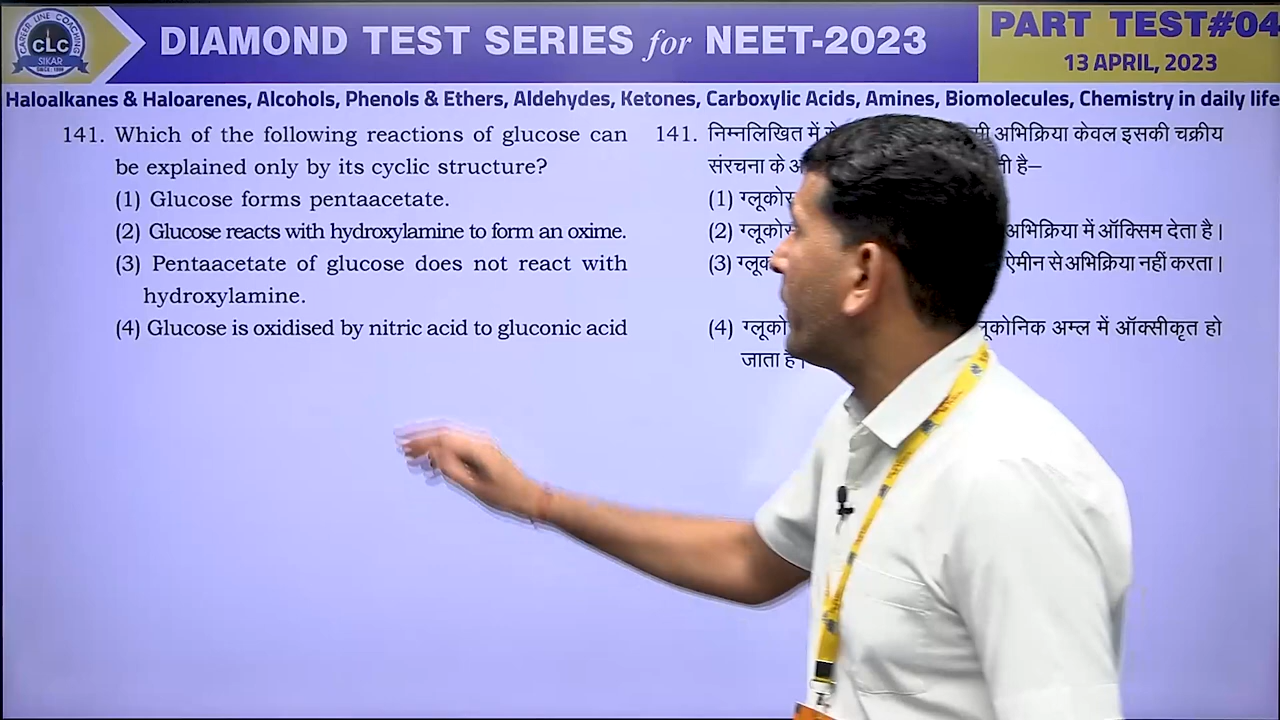 CAREER LINE COACHING
CLC
SIKAR
SINCE : 1996
DIAMOND TEST SERIES for NEET-2023
PART TEST#04
13 APRIL, 2023
Haloalkanes & Haloarenes, Alcohols, Phenols & Ethers, Aldehydes, Ketones, Carboxylic Acids, Amines, Biomolecules, Chemistry in daily life
141. Which of the following reactions of glucose can
be explained only by its cyclic structure?
(1) Glucose forms pentaacetate.
(2) Glucose reacts with hydroxylamine to form an oxime.
(3) Pentaacetate of glucose does not react with
hydroxylamine.
(4) Glucose is oxidised by nitric acid to gluconic acid
141. निम्नलिखित में अभिक्रिया केवल इसकी चक्रीय
संरचना के है–
(1)
(2) अभिक्रिया में ऑक्सिम देता है।
(3) ऐमीन से अभिक्रिया नहीं करता।
(4) अम्ल में ऑक्सीकृत हो
जाता है।